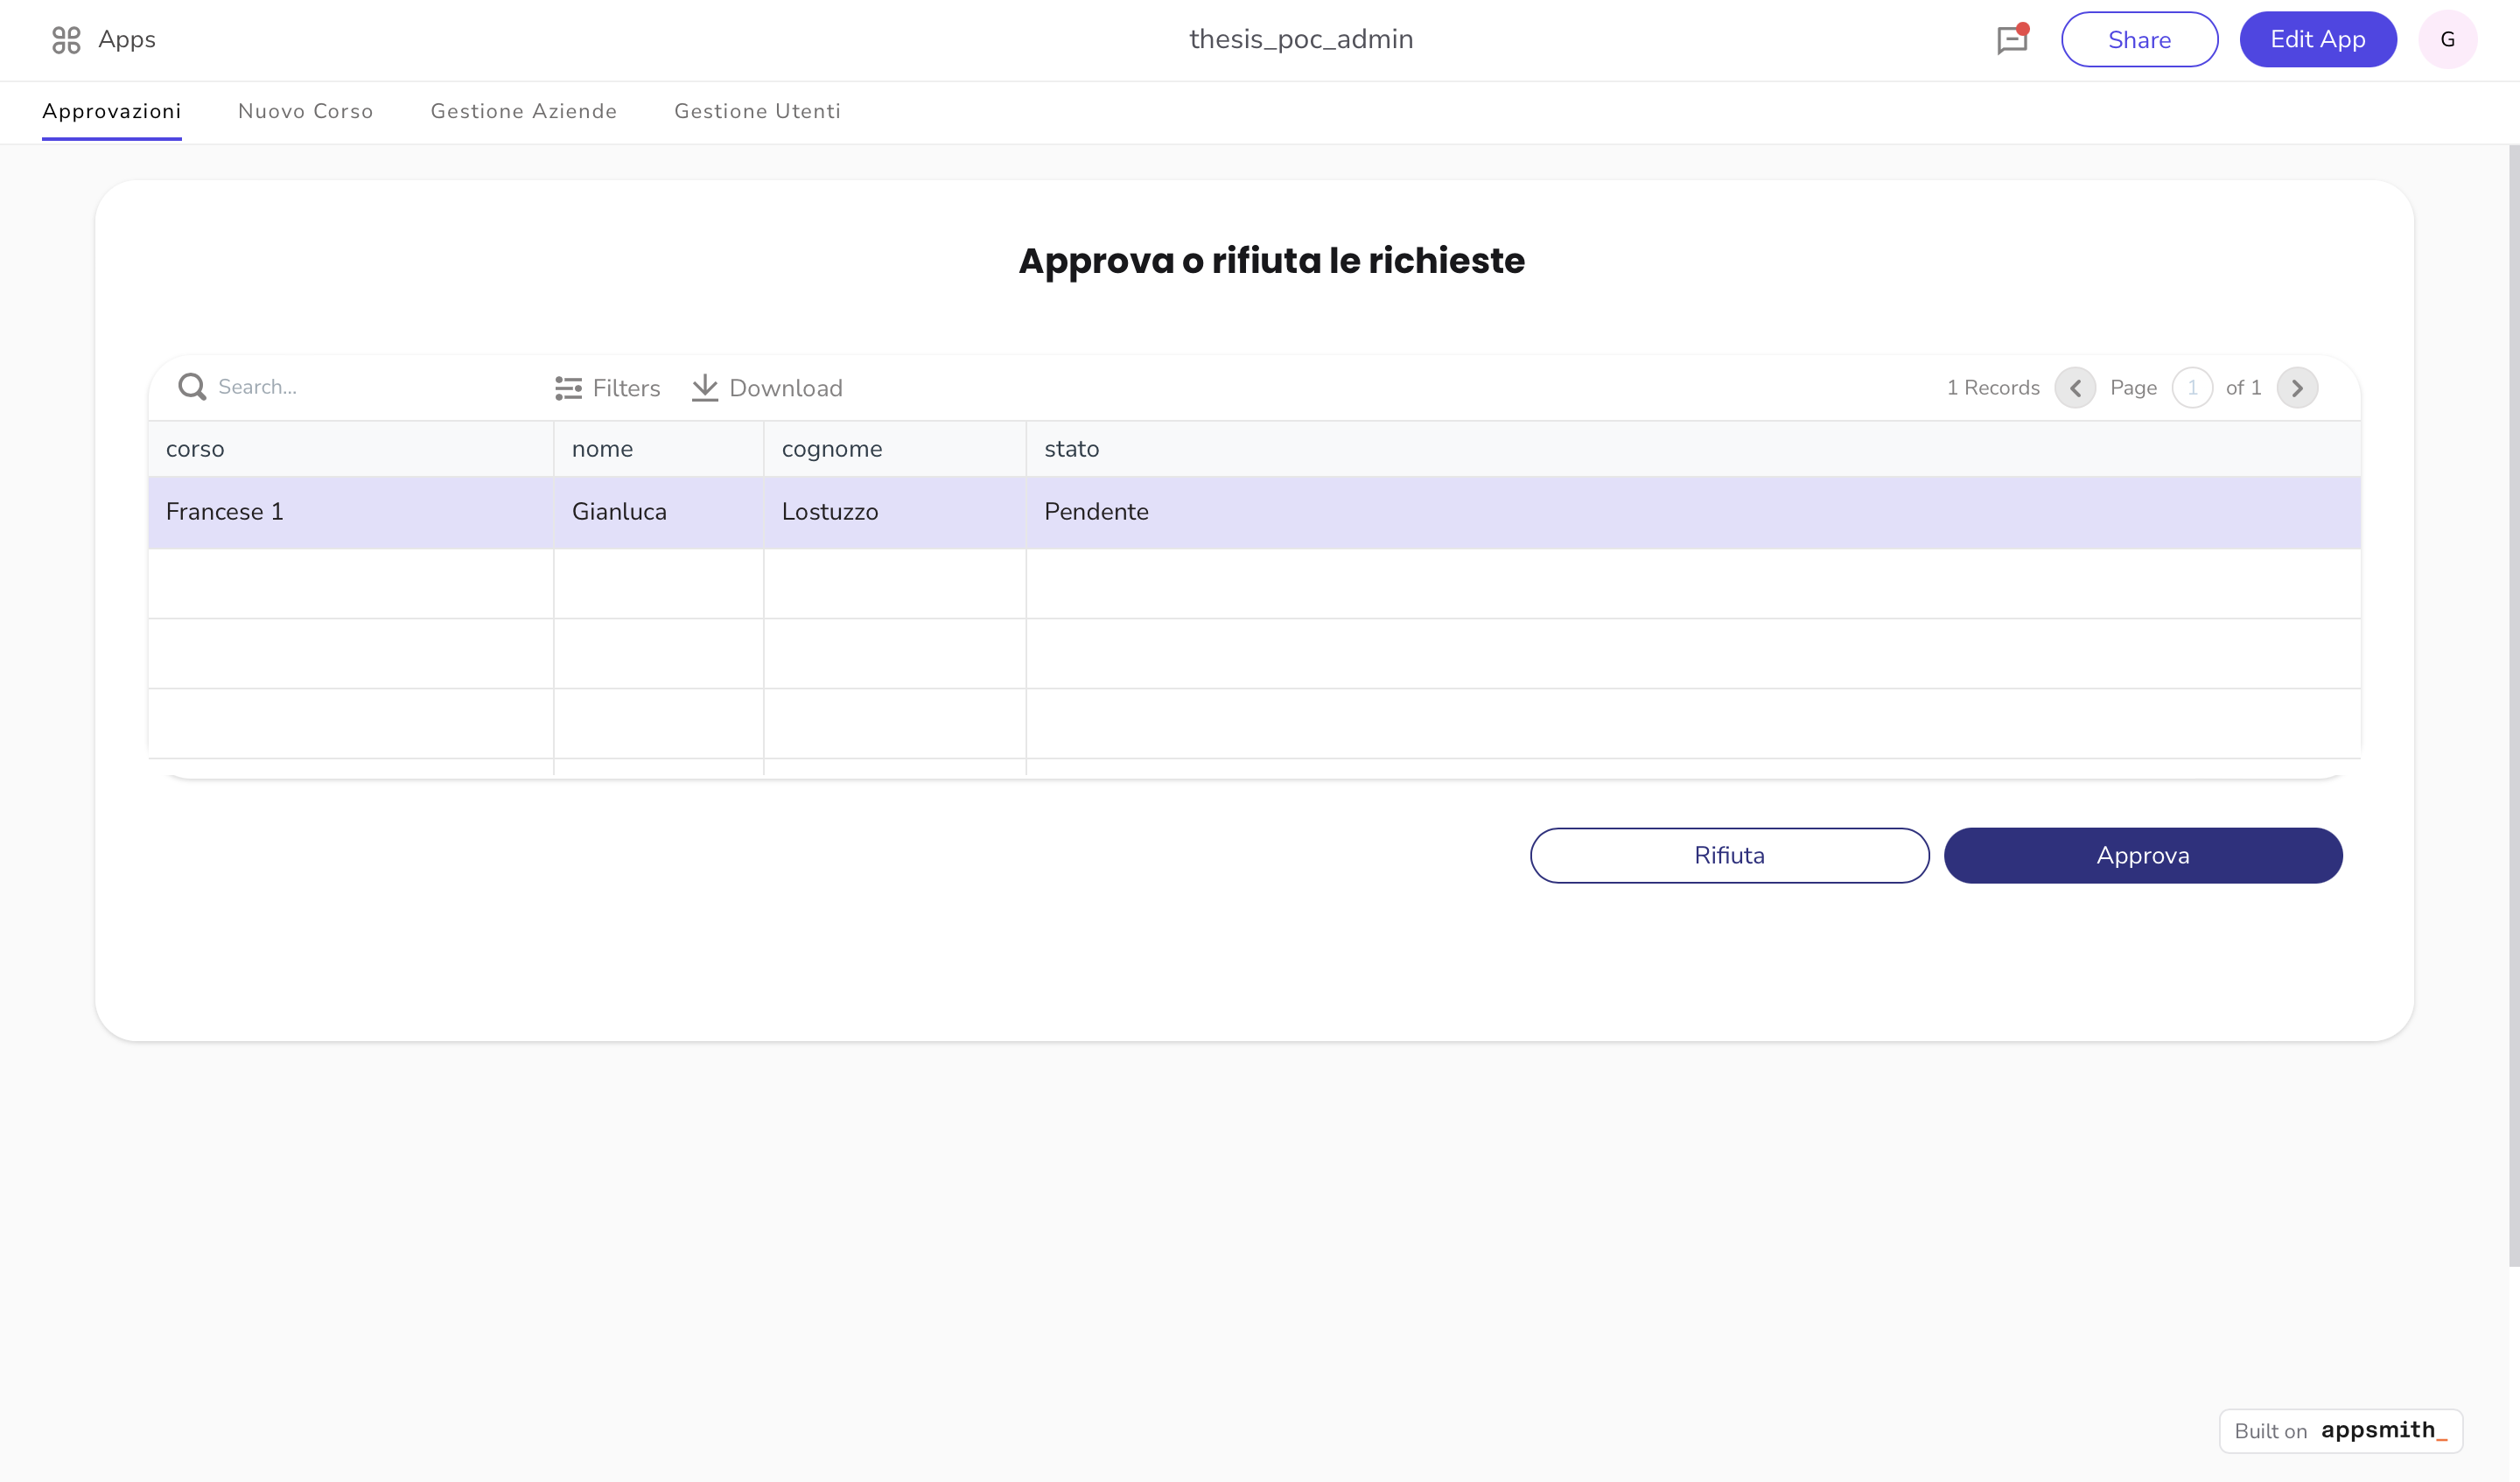 Apps
thesis_poc_admin
Share
Edit App
G
Approvazioni
Nuovo Corso
Gestione Aziende
Gestione Utenti
Approva o rifiuta le richieste
Search...
Filters
Download
1 Records
Page 1 of 1
corso nome cognome stato
Francese 1 Gianluca Lostuzzo Pendente
Rifiuta
Approva
Built on appsmith_